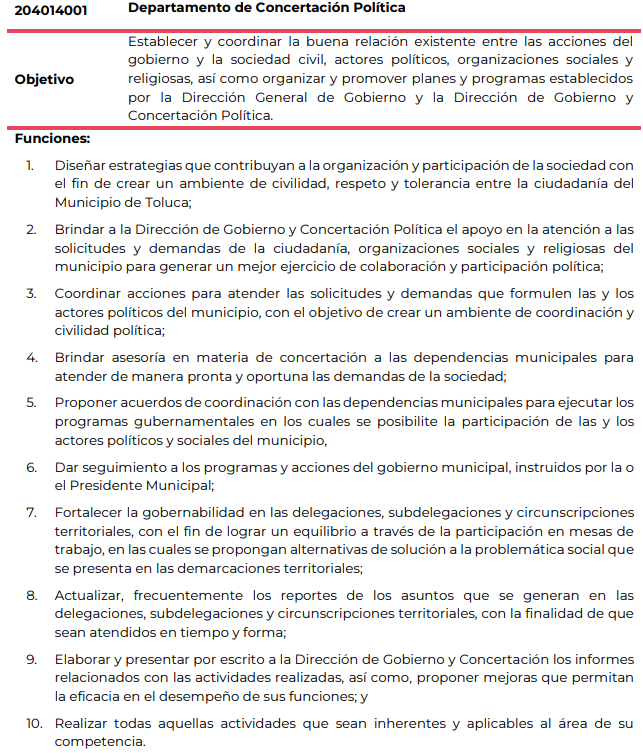 204014001
Departamento de Concertación Política
Objetivo
Establecer y coordinar la buena relación existente entre las acciones del
gobierno y la sociedad civil, actores políticos, organizaciones sociales y
religiosas, así como organizar y promover planes y programas establecidos
por la Dirección General de Gobierno y la Dirección de Gobierno y
Concertación Política.
Funciones:
1. Diseñar estrategias que contribuyan a la organización y participación de la sociedad con
el fin de crear un ambiente de civilidad, respeto y tolerancia entre la ciudadanía del
Municipio de Toluca;
2. Brindar a la Dirección de Gobierno y Concertación Política el apoyo en la atención a las
solicitudes y demandas de la ciudadanía, organizaciones sociales y religiosas del
municipio para generar un mejor ejercicio de colaboración y participación política;
3. Coordinar acciones para atender las solicitudes y demandas que formulen las y los
actores políticos del municipio, con el objetivo de crear un ambiente de coordinación y
civilidad política;
4. Brindar asesoría en materia de concertación a las dependencias municipales para
atender de manera pronta y oportuna las demandas de la sociedad;
5. Proponer acuerdos de coordinación con las dependencias municipales para ejecutar los
programas gubernamentales en los cuales se posibilite la participación de las y los
actores políticos y sociales del municipio,
6. Dar seguimiento a los programas y acciones del gobierno municipal, instruidos por la o
el Presidente Municipal;
7. Fortalecer la gobernabilidad en las delegaciones, subdelegaciones y circunscripciones
territoriales, con el fin de lograr un equilibrio a través de la participación en mesas de
trabajo, en las cuales se propongan alternativas de solución a la problemática social que
se presenta en las demarcaciones territoriales;
8. Actualizar, frecuentemente los reportes de los asuntos que se generan en las
delegaciones, subdelegaciones y circunscripciones territoriales, con la finalidad de que
sean atendidos en tiempo y forma;
9. Elaborar y presentar por escrito a la Dirección de Gobierno y Concertación los informes
relacionados con las actividades realizadas, así como, proponer mejoras que permitan
la eficacia en el desempeño de sus funciones; y
10. Realizar todas aquellas actividades que sean inherentes y aplicables al área de su
competencia.